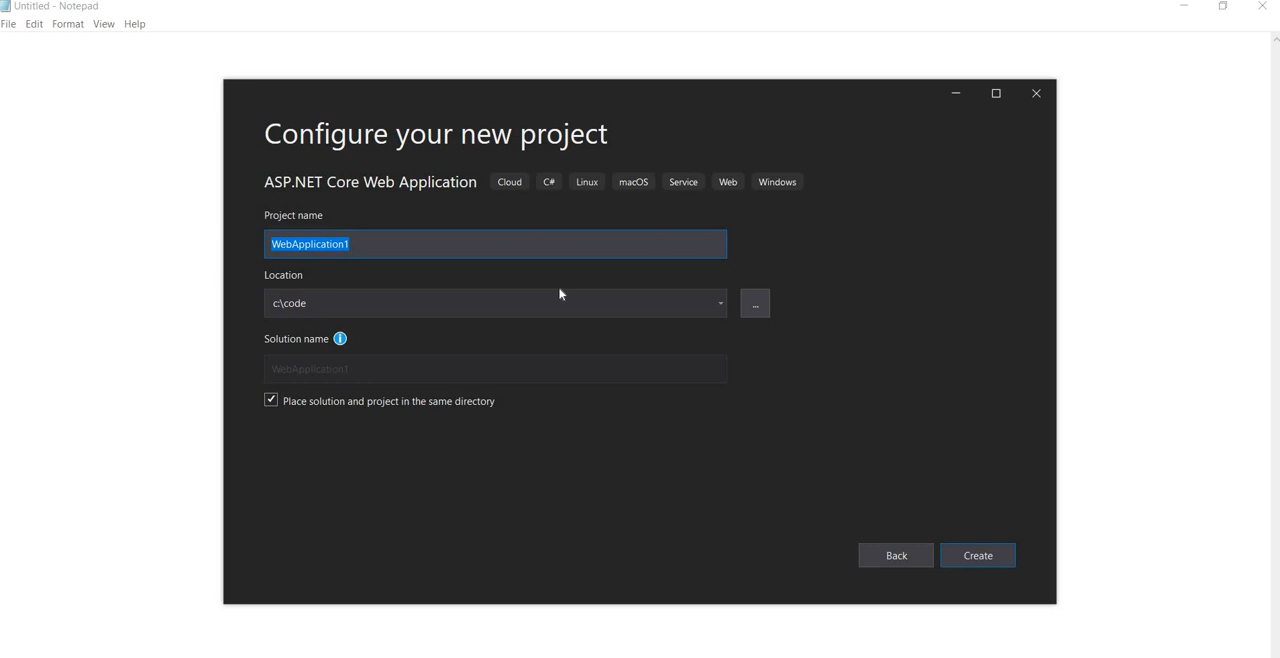 Untitled - Notepad
File Edit Format View Help
Configure your new project
ASP.NET Core Web Application Cloud C# Linux macOS Service Web Windows
Project name
WebApplication1
Location
c:\code
...
Solution name
WebApplication1
Place solution and project in the same directory
Back Create